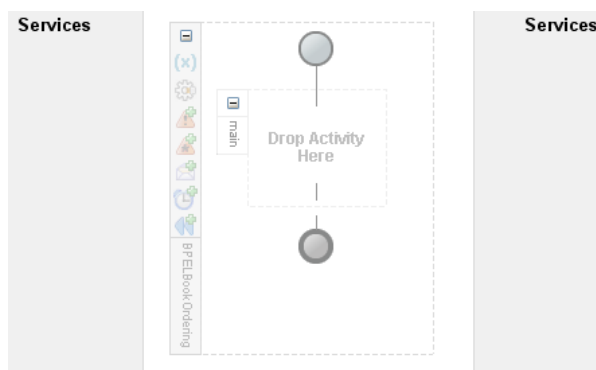 Services
Services
(x)
main
Drop Activity
Here
BPELBookOrdering